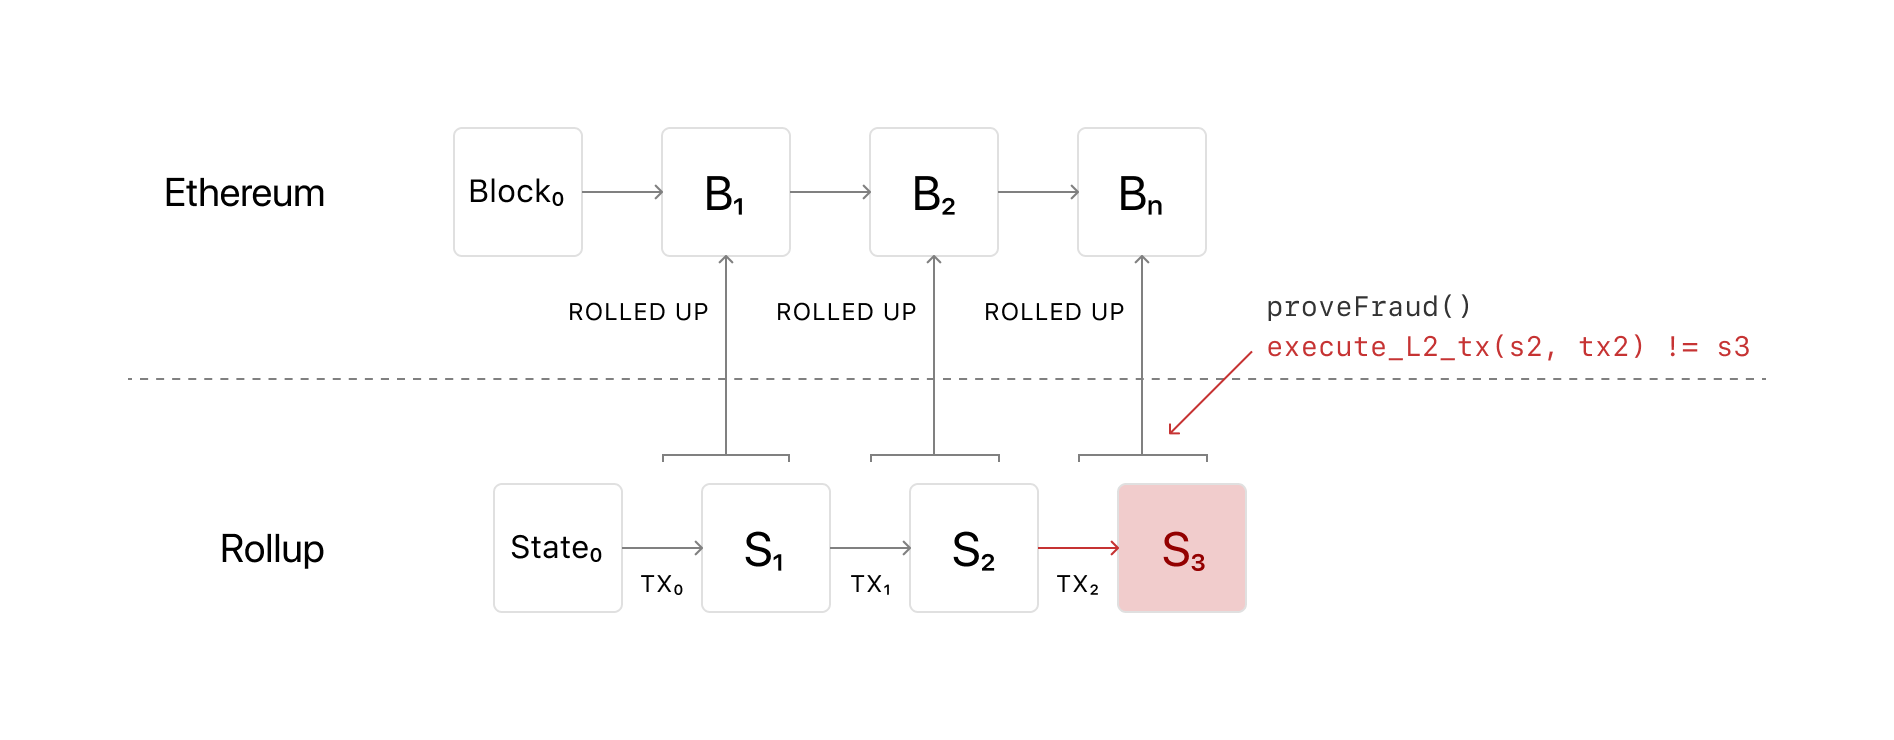 Ethereum
Block₀
B₁
B₂
Bₙ
ROLLED UP
ROLLED UP
ROLLED UP
proveFraud()
execute_L2_tx(s2, tx2) != s3
Rollup
State₀
TX₀
S₁
TX₁
S₂
TX₂
S₃